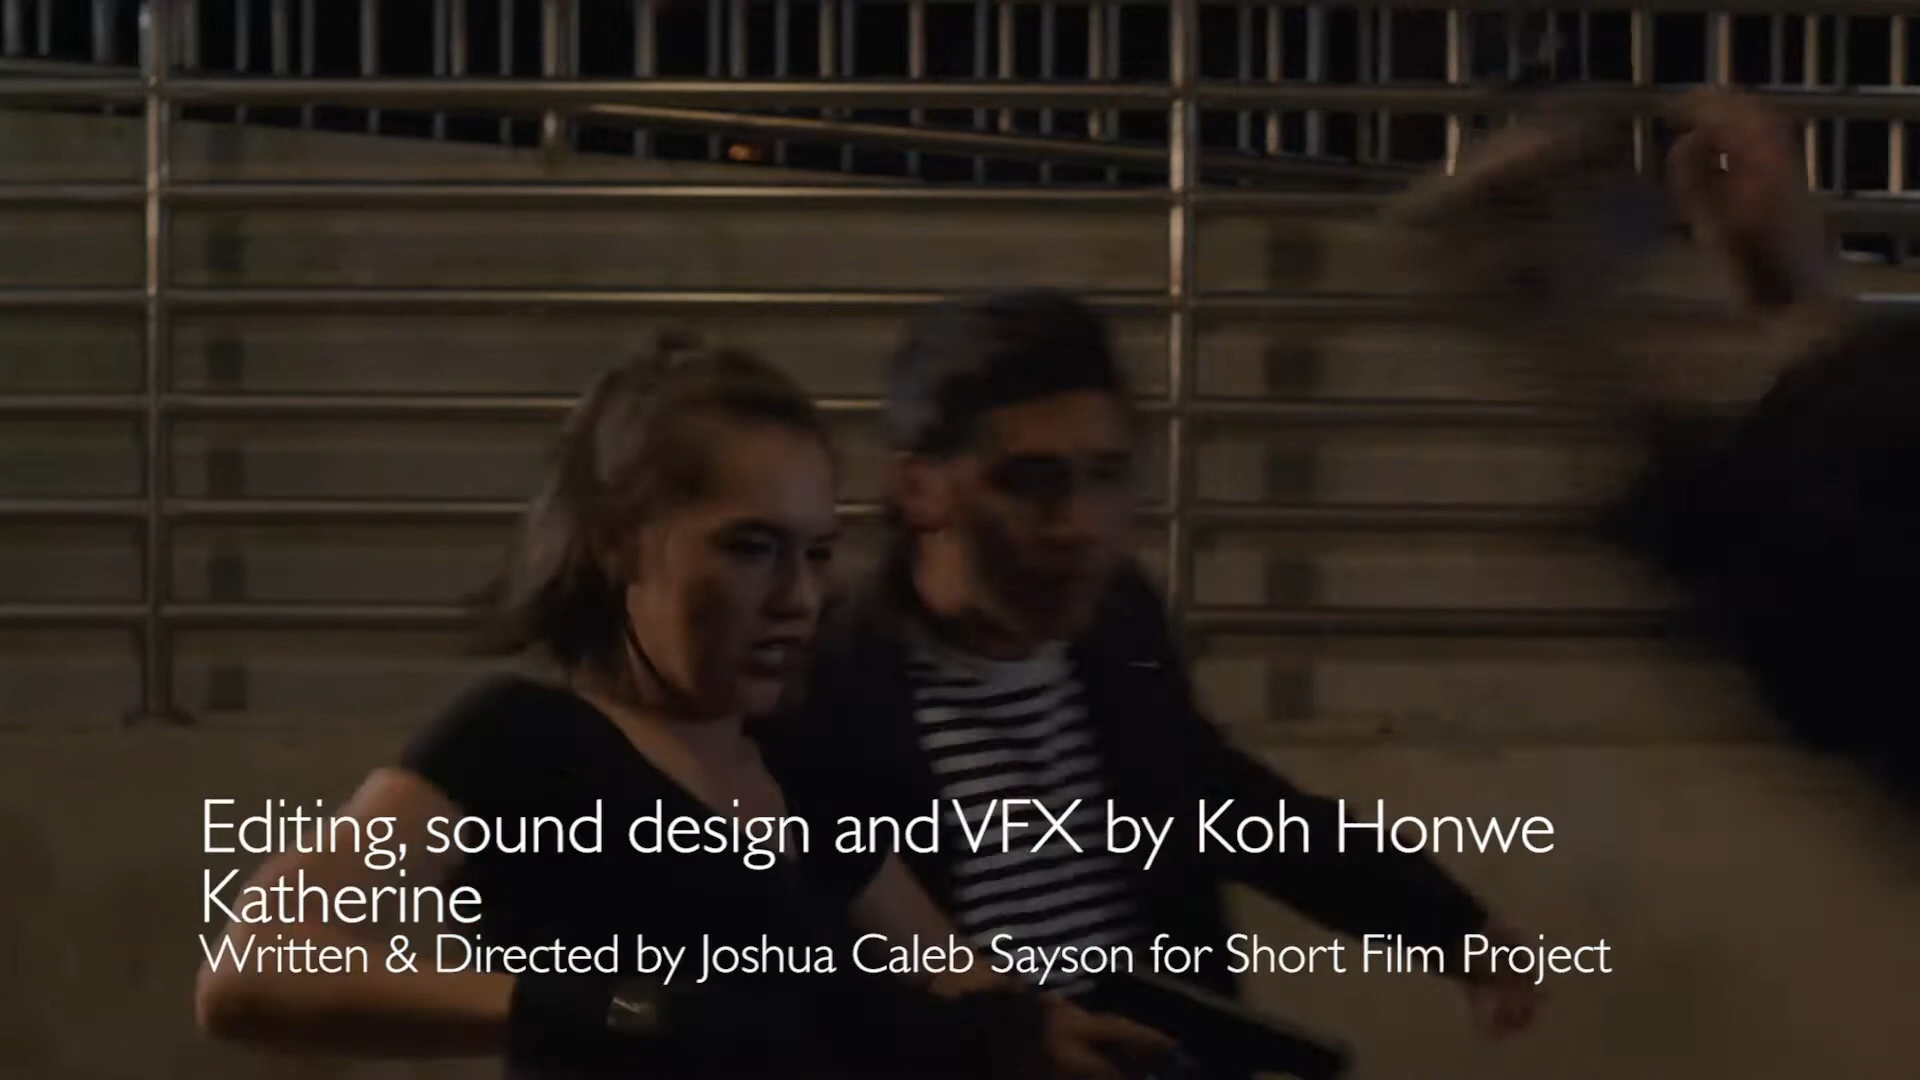 Editing, sound design and VFX by Koh Honwe
Katherine
Written & Directed by Joshua Caleb Sayson for Short Film Project